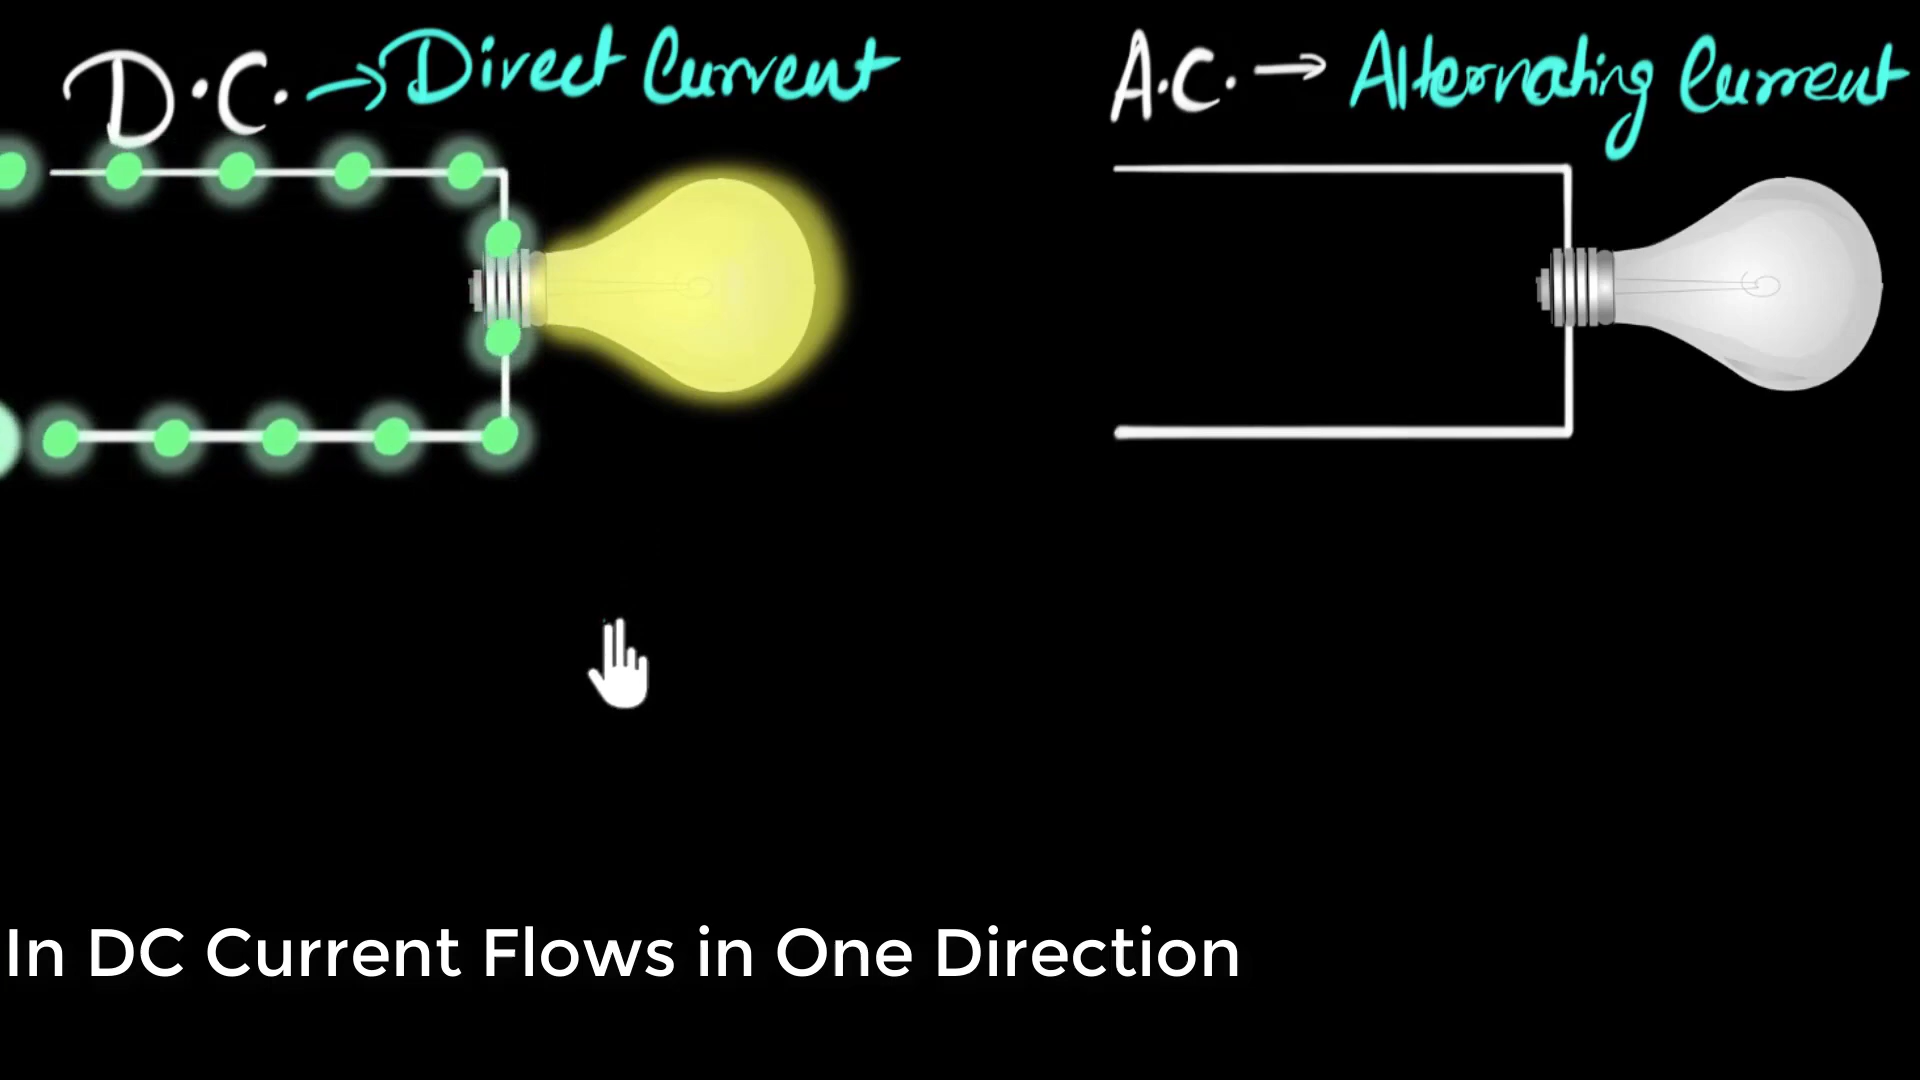 D.C. → Direct Current
A.C. → Alternating Current
In DC Current Flows in One Direction